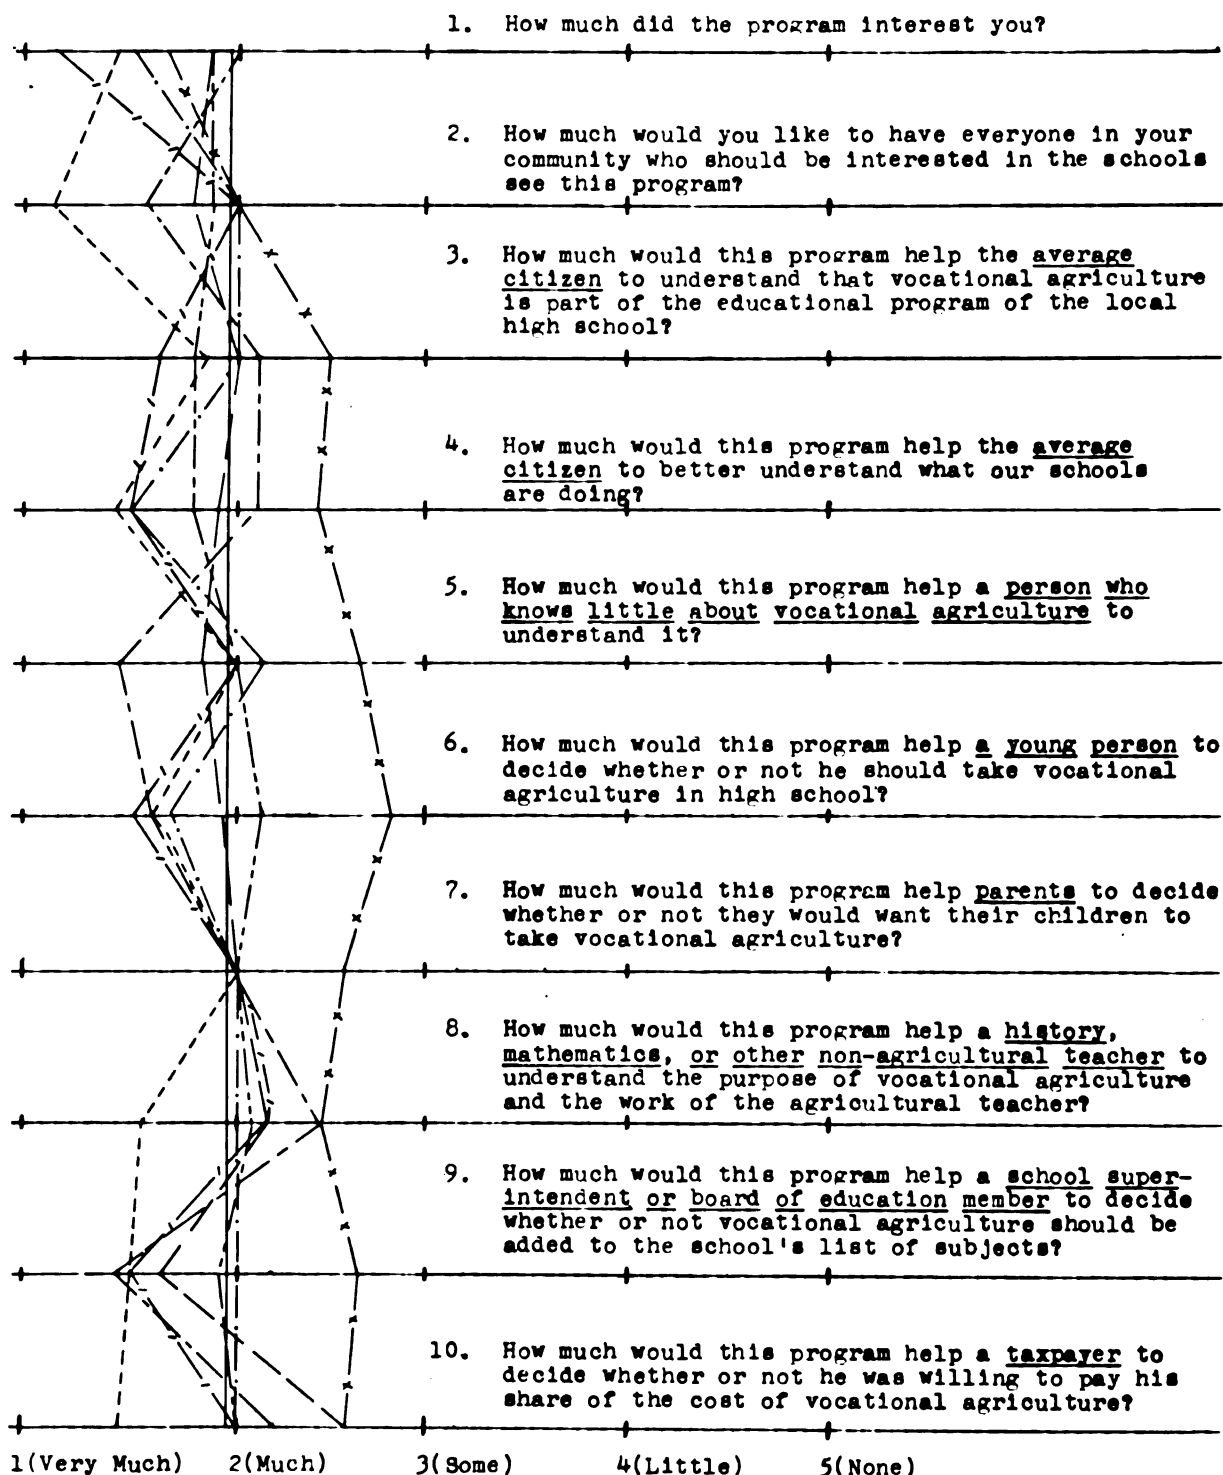 1. How much did the program interest you?
2. How much would you like to have everyone in your
community who should be interested in the schools
see this program?
3. How much would this program help the average
citizen to understand that vocational agriculture
is part of the educational program of the local
high school?
4. How much would this program help the average
citizen to better understand what our schools
are doing?
5. How much would this program help a person who
knows little about vocational agriculture to
understand it?
6. How much would this program help a young person to
decide whether or not he should take vocational
agriculture in high school?
7. How much would this program help parents to decide
whether or not they would want their children to
take vocational agriculture?
8. How much would this program help a history,
mathematics, or other non-agricultural teacher to
understand the purpose of vocational agriculture
and the work of the agricultural teacher?
9. How much would this program help a school super-
intendent or board of education member to decide
whether or not vocational agriculture should be
added to the school's list of subjects?
10. How much would this program help a taxpayer to
decide whether or not he was willing to pay his
share of the cost of vocational agriculture?
1(Very Much) 2(Much) 3(Some) 4(Little) 5(None)